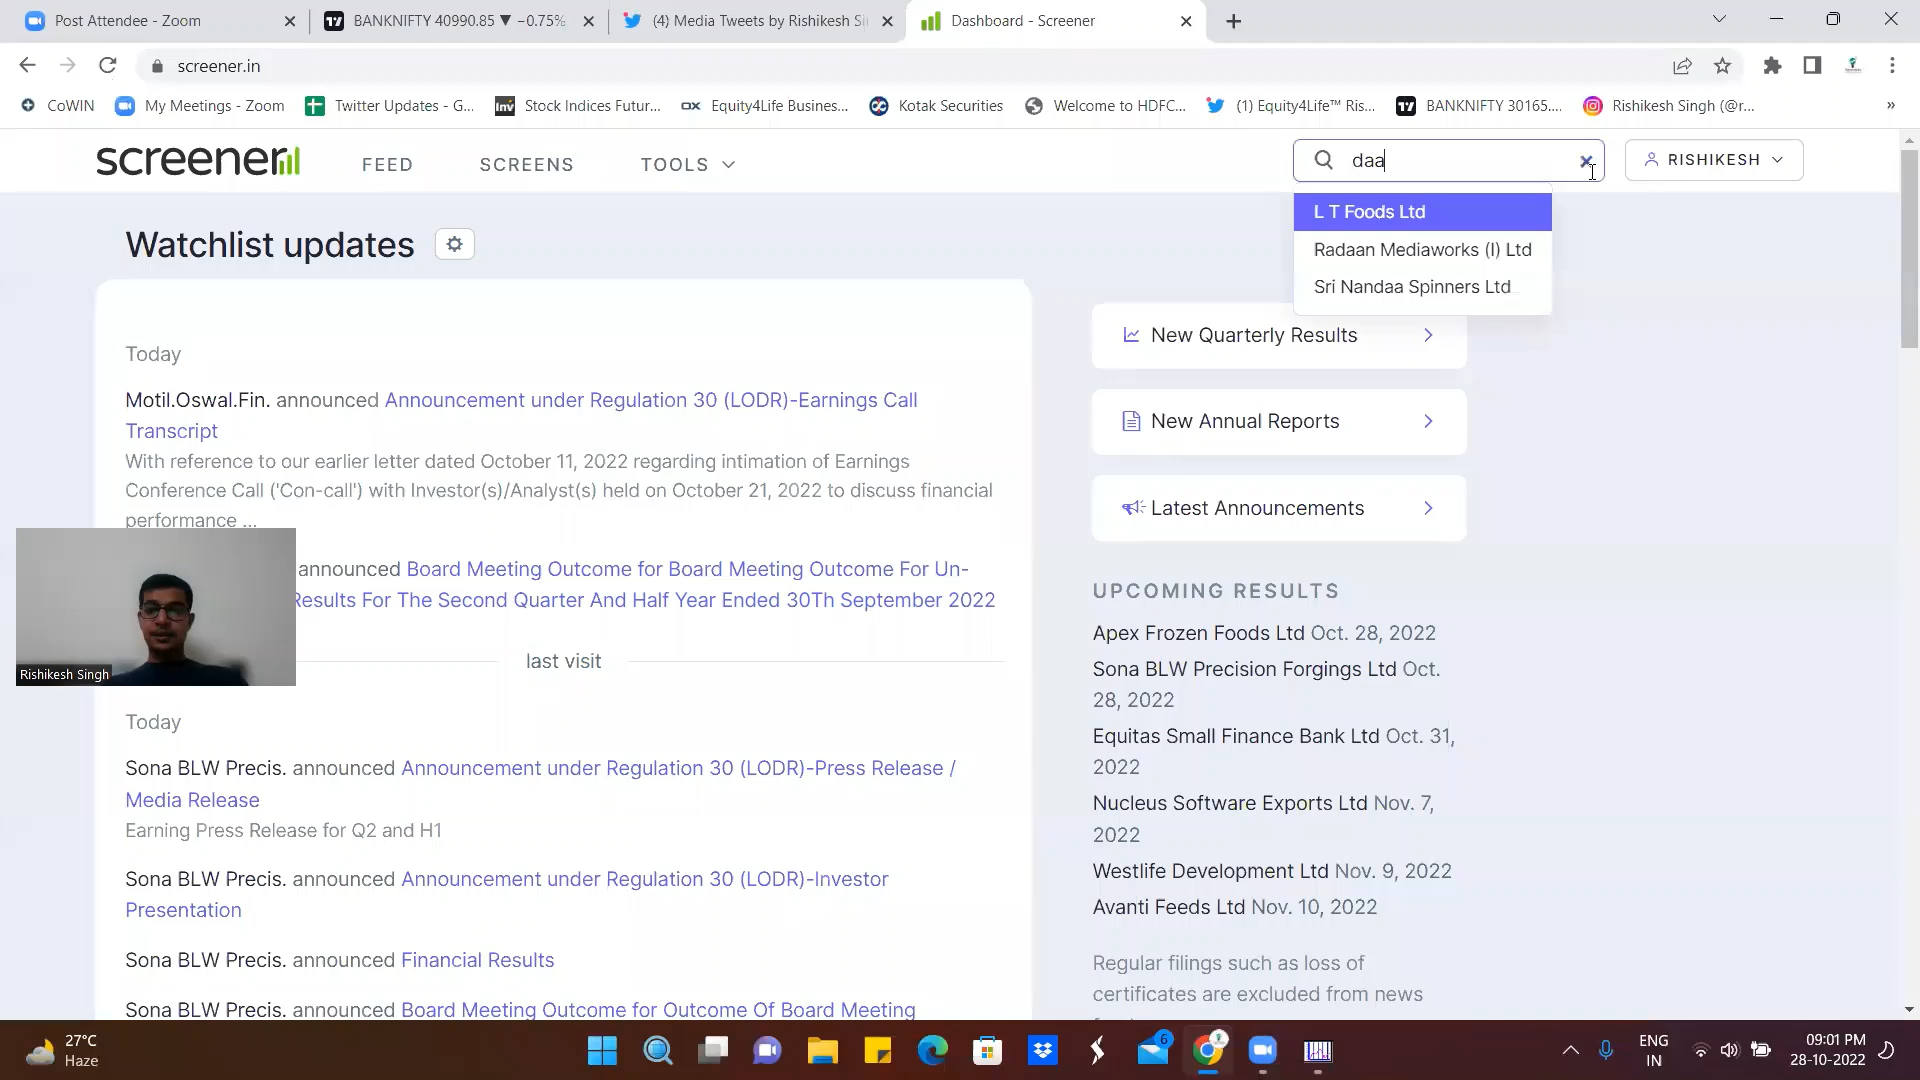 Post Attendee - Zoom
BANKNIFTY 40990.85 ▼ −0.75%
(4) Media Tweets by Rishikesh Si
Dashboard - Screener
screener.in
CoWIN
My Meetings - Zoom
Twitter Updates - G...
Stock Indices Futur...
Equity4Life Busines...
Kotak Securities
Welcome to HDFC...
(1) Equity4Life™ Ris...
BANKNIFTY 30165....
Rishikesh Singh (@r...
»
screener
FEED
SCREENS
TOOLS
daa
RISHIKESH
L T Foods Ltd
Radaan Mediaworks (I) Ltd
Sri Nandaa Spinners Ltd
Watchlist updates
Today
Motil.Oswal.Fin. announced Announcement under Regulation 30 (LODR)-Earnings Call
Transcript
With reference to our earlier letter dated October 11, 2022 regarding intimation of Earnings
Conference Call ('Con-call') with Investor(s)/Analyst(s) held on October 21, 2022 to discuss financial
performance ...
announced Board Meeting Outcome for Board Meeting Outcome For Un-
Results For The Second Quarter And Half Year Ended 30Th September 2022
last visit
Rishikesh Singh
Today
Sona BLW Precis. announced Announcement under Regulation 30 (LODR)-Press Release /
Media Release
Earning Press Release for Q2 and H1
Sona BLW Precis. announced Announcement under Regulation 30 (LODR)-Investor
Presentation
Sona BLW Precis. announced Financial Results
Sona BLW Precis. announced Board Meeting Outcome for Outcome Of Board Meeting
New Quarterly Results
New Annual Reports
Latest Announcements
UPCOMING RESULTS
Apex Frozen Foods Ltd Oct. 28, 2022
Sona BLW Precision Forgings Ltd Oct.
28, 2022
Equitas Small Finance Bank Ltd Oct. 31,
2022
Nucleus Software Exports Ltd Nov. 7,
2022
Westlife Development Ltd Nov. 9, 2022
Avanti Feeds Ltd Nov. 10, 2022
Regular filings such as loss of
certificates are excluded from news
27°C
Haze
6
ENG
IN
09:01 PM
28-10-2022